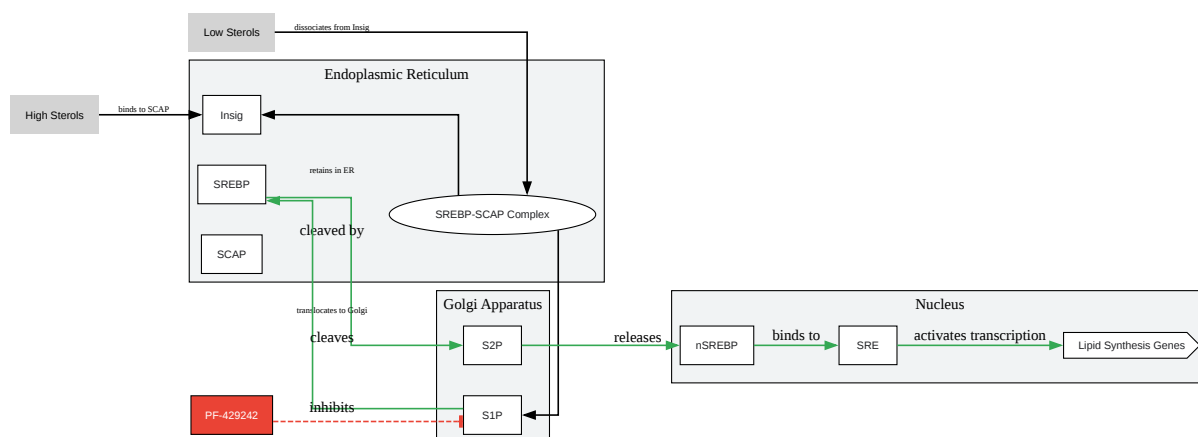 Low Sterols
dissociates from Insig
Endoplasmic Reticulum
High Sterols
binds to SCAP
Insig
retains in ER
SREBP
SREBP-SCAP Complex
cleaved by
SCAP
translocates to Golgi
Golgi Apparatus
Nucleus
cleaves
S2P
releases
nSREBP
binds to
SRE
activates transcription
Lipid Synthesis Genes
PF-429242
inhibits
S1P